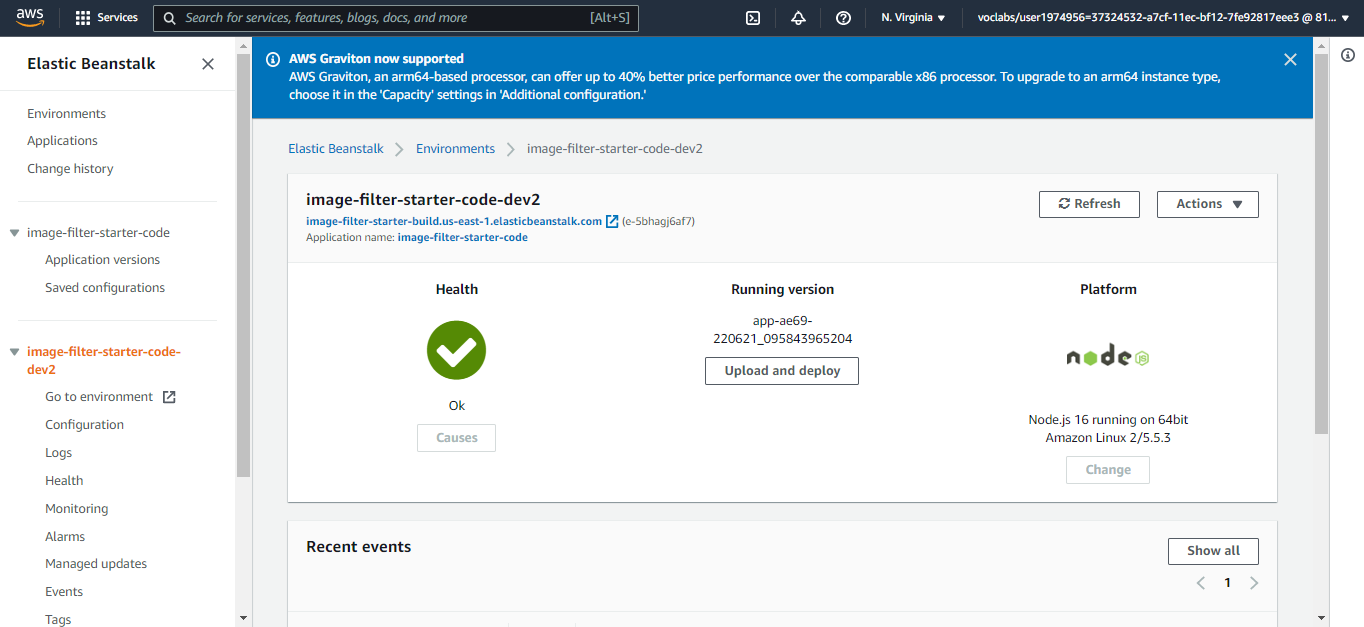 aws
Services
Search for services, features, blogs, docs, and more
[Alt+S]
N. Virginia
voclabs/user1974956=37324532-a7cf-11ec-bf12-7fe92817eee3 @ 81...
Elastic Beanstalk
Environments
Applications
Change history
image-filter-starter-code
Application versions
Saved configurations
image-filter-starter-code-
dev2
Go to environment
Configuration
Logs
Health
Monitoring
Alarms
Managed updates
Events
Tags
AWS Graviton now supported
AWS Graviton, an arm64-based processor, can offer up to 40% better price performance over the comparable x86 processor. To upgrade to an arm64 instance type,
choose it in the 'Capacity' settings in 'Additional configuration.'
Elastic Beanstalk
Environments
image-filter-starter-code-dev2
image-filter-starter-code-dev2
image-filter-starter-build.us-east-1.elasticbeanstalk.com (e-5bhagj6af7)
Application name: image-filter-starter-code
Refresh
Actions
Health
Ok
Causes
Running version
app-ae69-
220621_095843965204
Upload and deploy
Platform
node JS
Node.js 16 running on 64bit
Amazon Linux 2/5.5.3
Change
Recent events
Show all
1